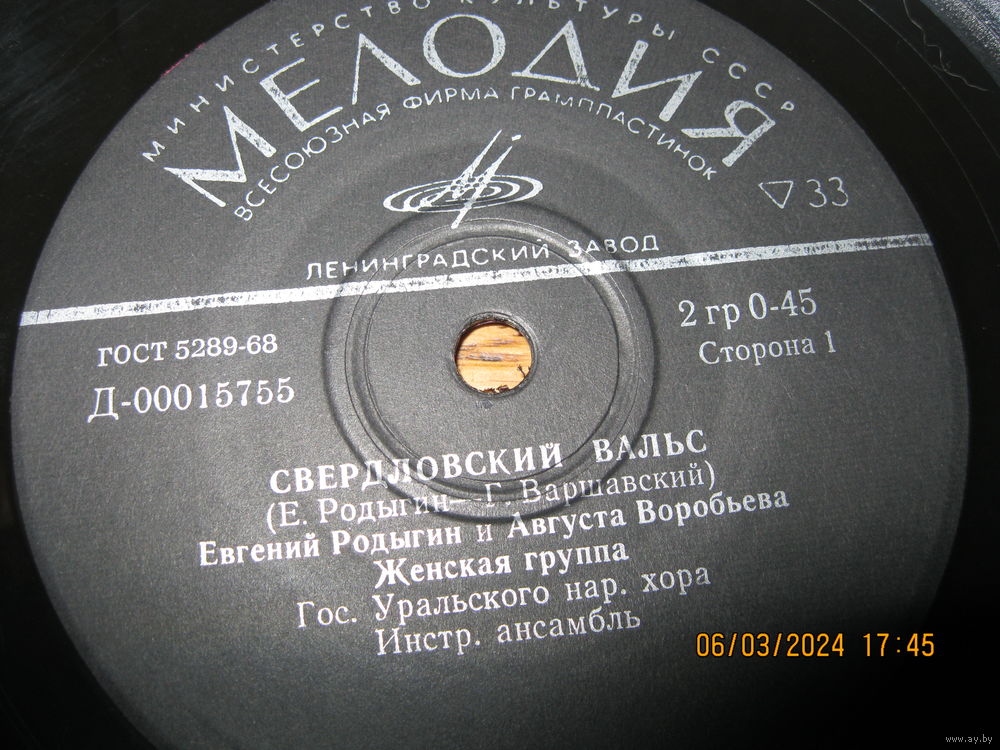 МИНИСТЕРСТВО КУЛЬТУРЫ СССР
МЕЛОДИЯ
ВСЕСОЮЗНАЯ ФИРМА ГРАМПЛАСТИНОК
▽ 33
ЛЕНИНГРАДСКИЙ ЗАВОД
ГОСТ 5289-68
Д-00015755
2 гр 0-45
Сторона 1
СВЕРДЛОВСКИЙ ВАЛЬС
(Е. Родыгин—Г. Варшавский)
Евгений Родыгин и Августа Воробьева
Женская группа
Гос. Уральского нар. хора
Инстр. ансамбль
06/03/2024 17:45
www.ay.by